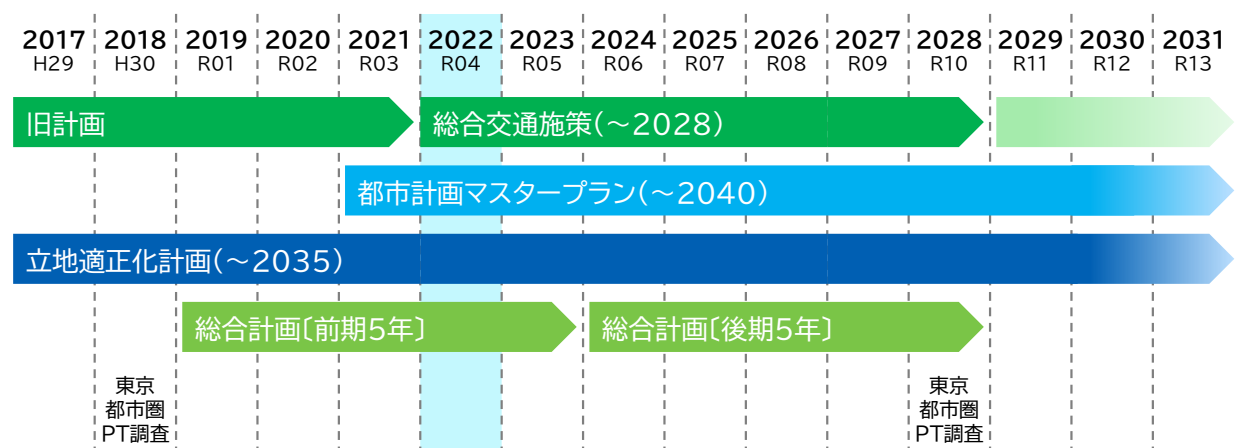 2017 2018 2019 2020 2021 2022 2023 2024 2025 2026 2027 2028 2029 2030 2031
H29 H30 R01 R02 R03 R04 R05 R06 R07 R08 R09 R10 R11 R12 R13
旧計画 総合交通施策(～2028)
都市計画マスタープラン(～2040)
立地適正化計画(～2035)
総合計画〔前期5年〕 総合計画〔後期5年〕
東京 東京
都市圏 都市圏
PT調査 PT調査